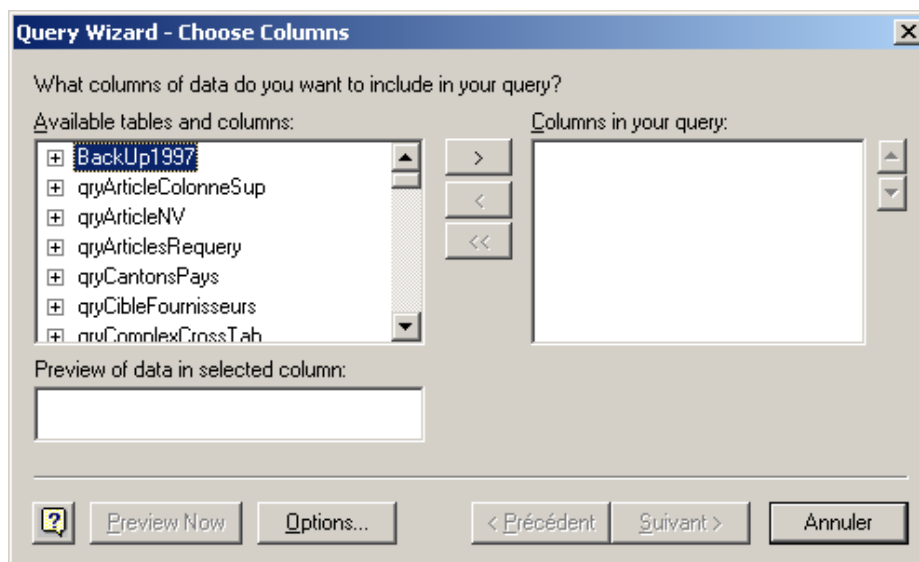 Query Wizard - Choose Columns
What columns of data do you want to include in your query?
Available tables and columns:
Columns in your query:
BackUp1997
qryArticleColonneSup
qryArticleNV
qryArticlesRequery
qryCantonsPays
qryCibleFournisseurs
qryComplexCrossTab
>
<
<<
Preview of data in selected column:
Preview Now
Options...
< Précédent
Suivant >
Annuler